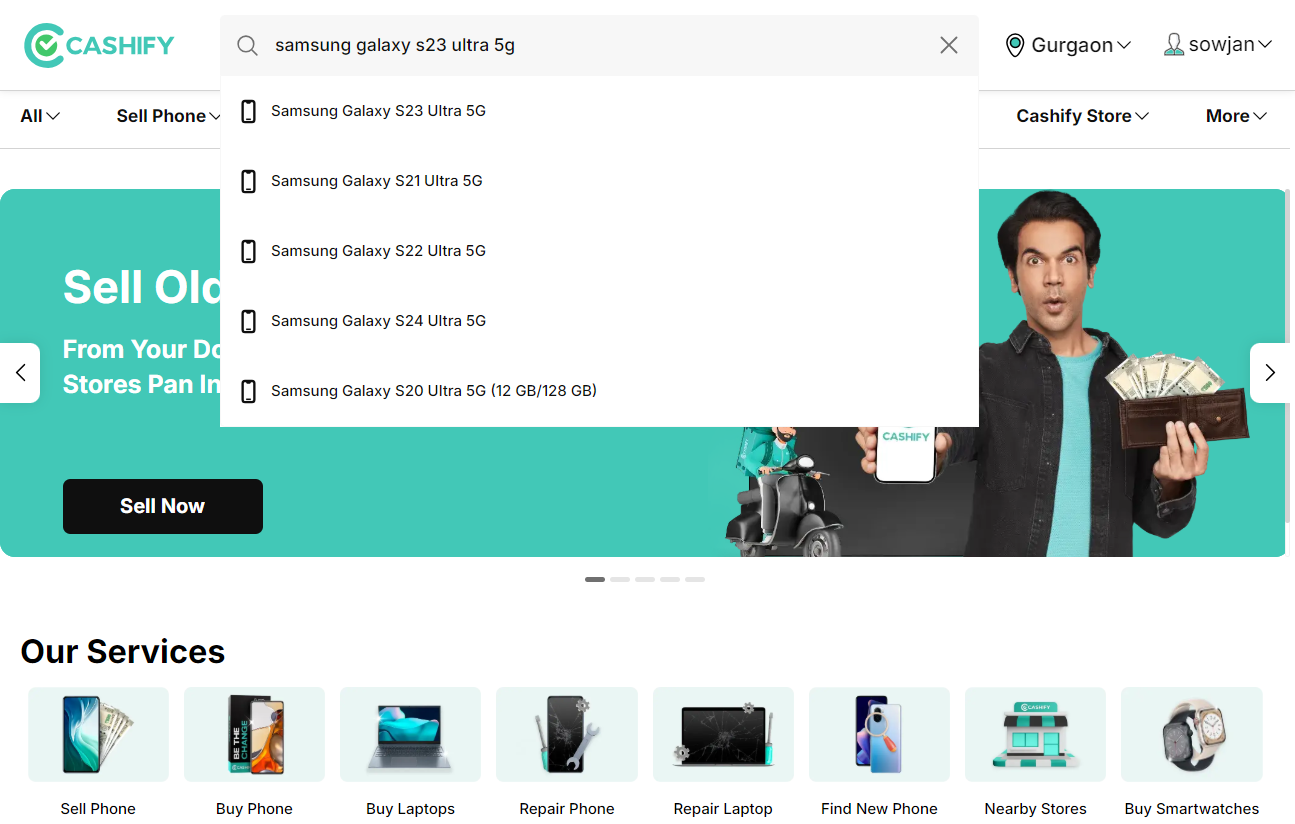 CASHIFY
samsung galaxy s23 ultra 5g
Gurgaon
sowjan
Samsung Galaxy S23 Ultra 5G
Samsung Galaxy S21 Ultra 5G
Samsung Galaxy S22 Ultra 5G
Samsung Galaxy S24 Ultra 5G
Samsung Galaxy S20 Ultra 5G (12 GB/128 GB)
All
Sell Phone
Cashify Store
More
Sell Old
From Your Do
Stores Pan In
Sell Now
CASHIFY
Our Services
BE THE
CHANGE
CASHIFY
Sell Phone
Buy Phone
Buy Laptops
Repair Phone
Repair Laptop
Find New Phone
Nearby Stores
Buy Smartwatches